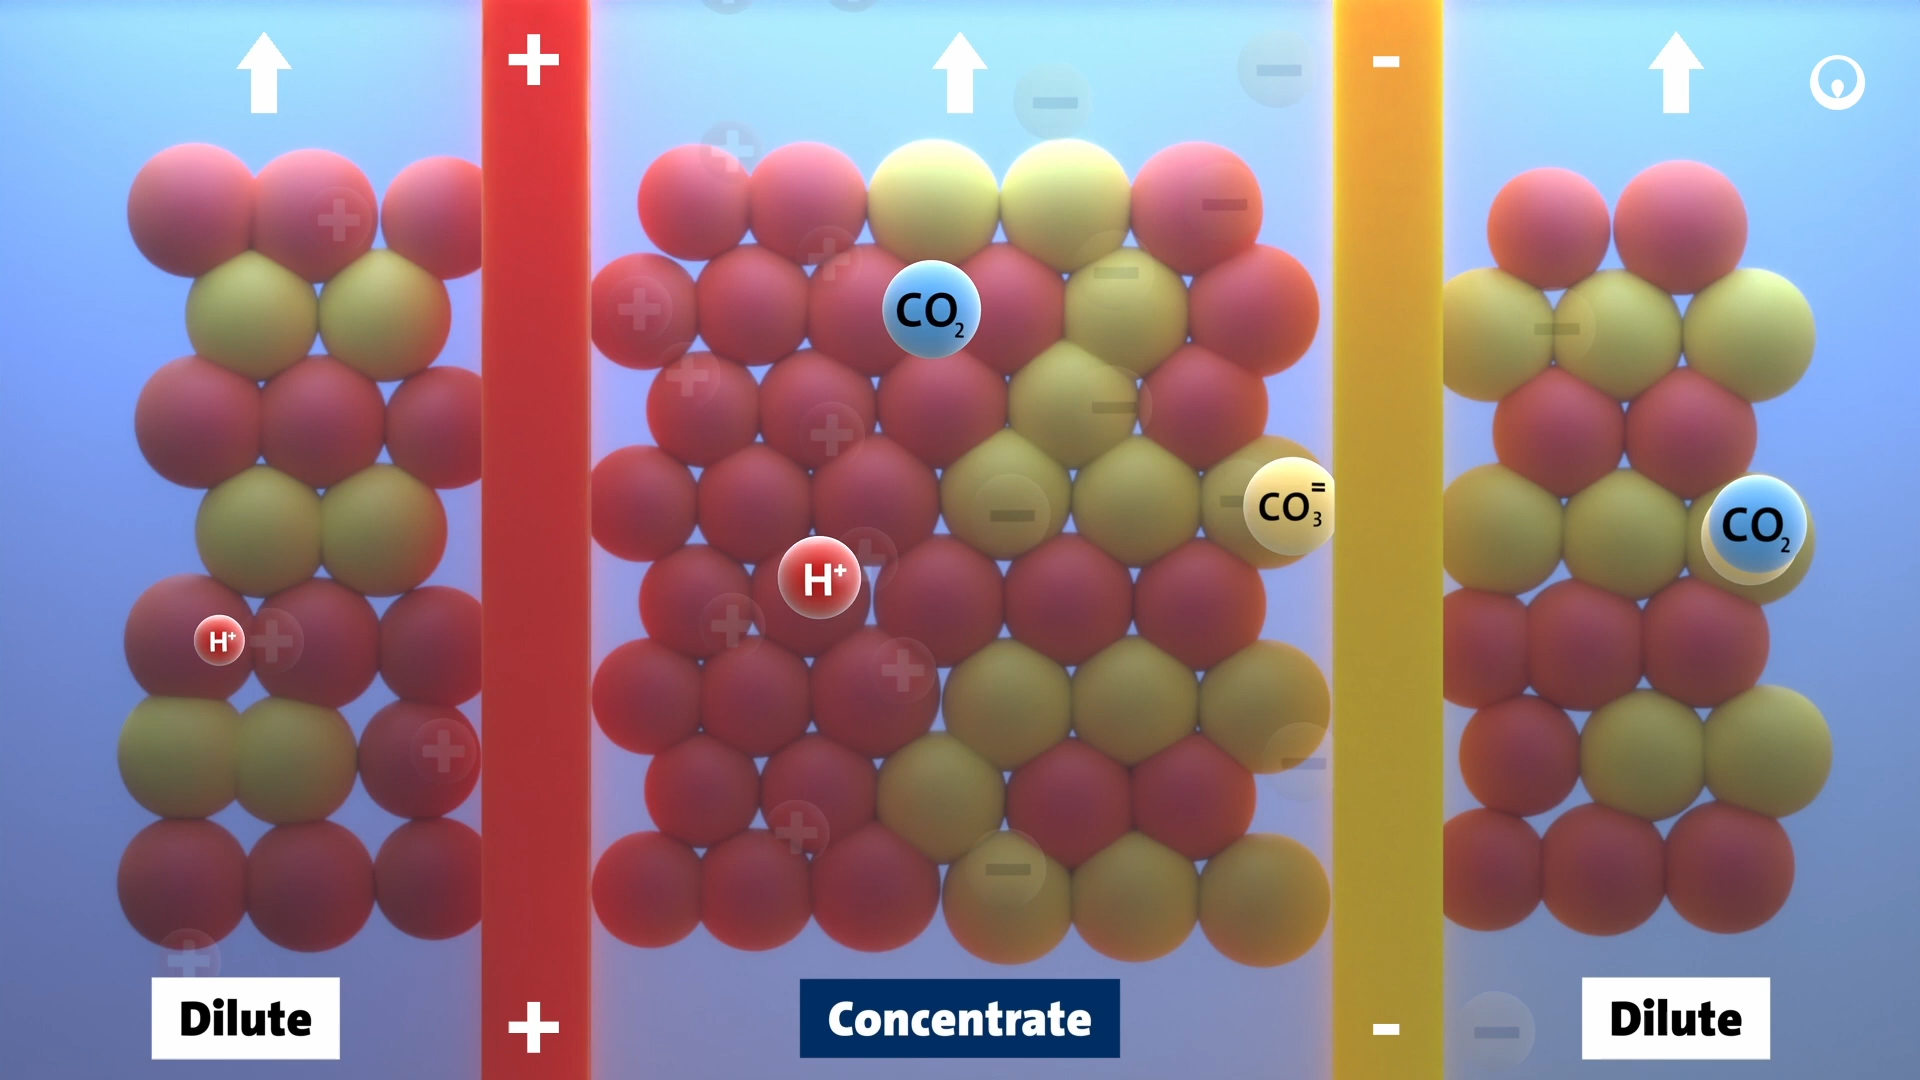 + -
CO₂
CO₃⁼
CO₂
H⁺
H⁺
Dilute
+
Concentrate
-
Dilute